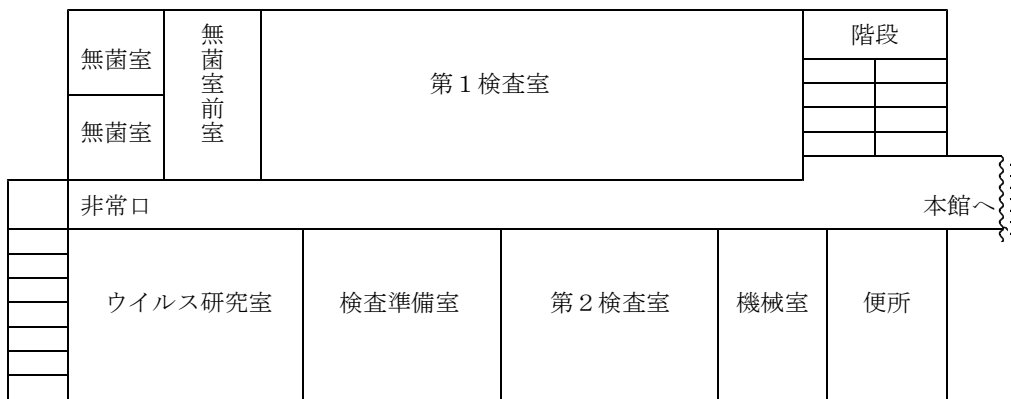 無菌室
無菌室前室
第１検査室
階段
無菌室
非常口
本館へ
ウイルス研究室
検査準備室
第２検査室
機械室
便所